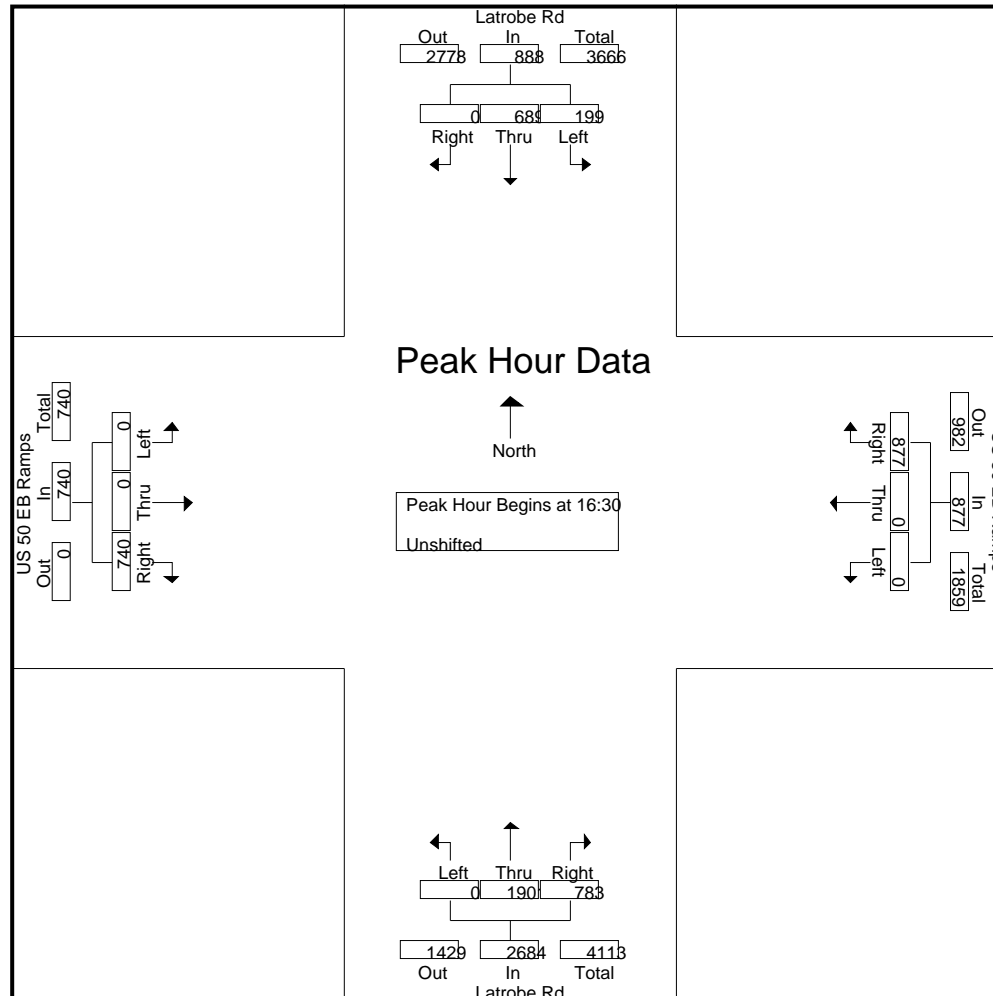 Latrobe Rd
Out In Total
2778 888 3666
0 689 199
Right Thru Left
Peak Hour Data
North
Peak Hour Begins at 16:30
Unshifted
US 50 EB Ramps
Out In Total
0 740 740
Right Thru Left
740 0 0
Right Thru Left
877 0 0
Out In Total
982 877 1859
Left Thru Right
0 190 783
1429 2684 4113
Out In Total
Latrobe Rd